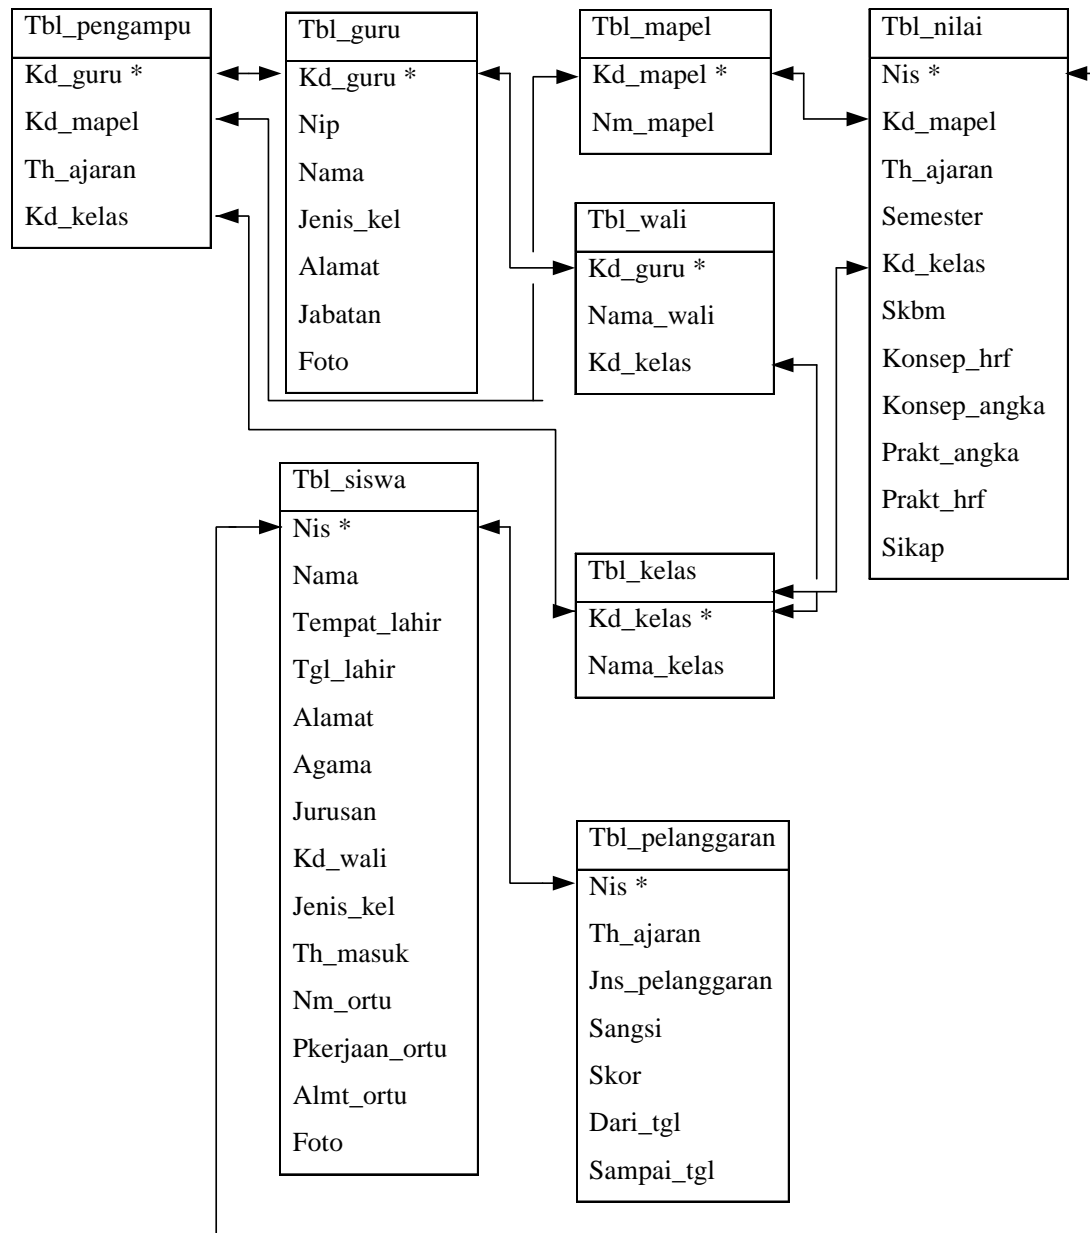 Tbl_pengampu
Kd_guru *
Kd_mapel
Th_ajaran
Kd_kelas
Tbl_guru
Kd_guru *
Nip
Nama
Jenis_kel
Alamat
Jabatan
Foto
Tbl_mapel
Kd_mapel *
Nm_mapel
Tbl_wali
Kd_guru *
Nama_wali
Kd_kelas
Tbl_nilai
Nis *
Kd_mapel
Th_ajaran
Semester
Kd_kelas
Skbm
Konsep_hrf
Konsep_angka
Prakt_angka
Prakt_hrf
Sikap
Tbl_siswa
Nis *
Nama
Tempat_lahir
Tgl_lahir
Alamat
Agama
Jurusan
Kd_wali
Jenis_kel
Th_masuk
Nm_ortu
Pkerjaan_ortu
Almt_ortu
Foto
Tbl_kelas
Kd_kelas *
Nama_kelas
Tbl_pelanggaran
Nis *
Th_ajaran
Jns_pelanggaran
Sangsi
Skor
Dari_tgl
Sampai_tgl